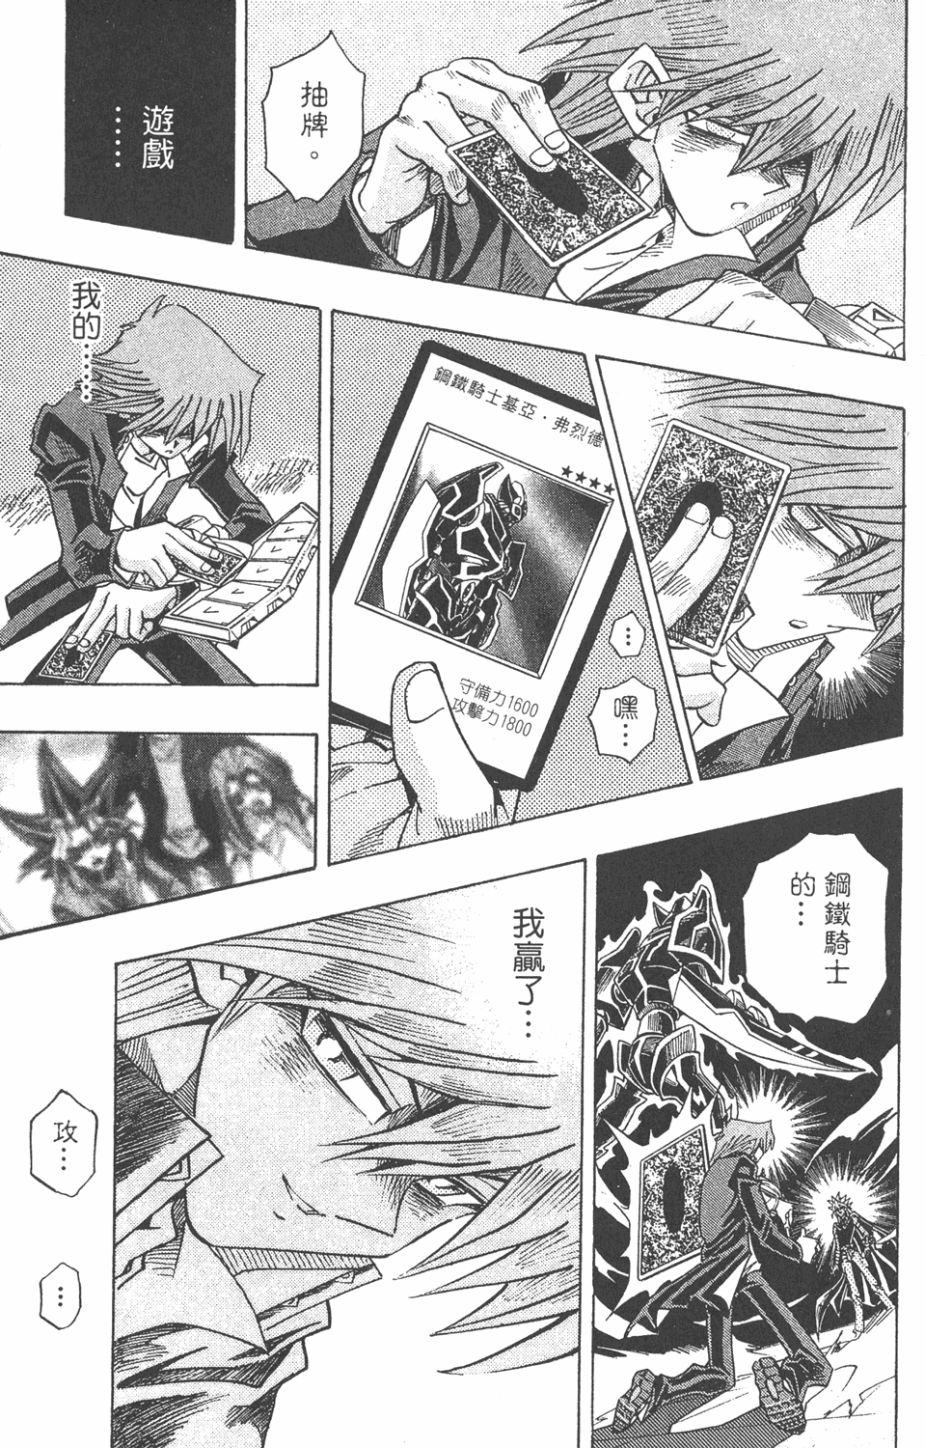 抽牌。
遊戲
……
…
嘿…
鋼鐵騎士基亞·弗烈德
★★★★
守備力1600
攻擊力1800
我的……
鋼鐵騎士
的…
我贏了…
攻…
…